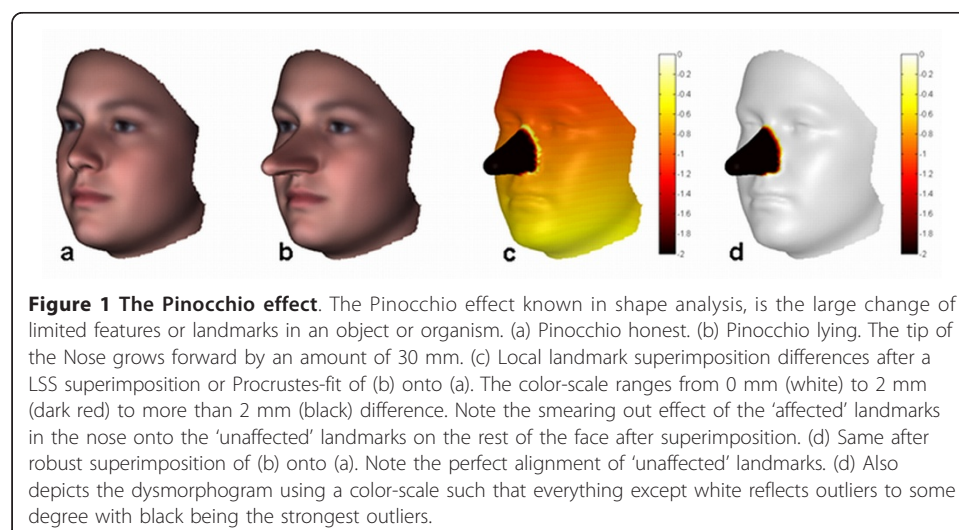 0
-0.2
-0.4
-0.6
-0.8
-1
-1.2
-1.4
-1.6
-1.8
-2
0
-0.2
-0.4
-0.6
-0.8
-1
-1.2
-1.4
-1.6
-1.8
-2
a
b
c
d
Figure 1 The Pinocchio effect. The Pinocchio effect known in shape analysis, is the large change of
limited features or landmarks in an object or organism. (a) Pinocchio honest. (b) Pinocchio lying. The tip of
the Nose grows forward by an amount of 30 mm. (c) Local landmark superimposition differences after a
LSS superimposition or Procrustes-fit of (b) onto (a). The color-scale ranges from 0 mm (white) to 2 mm
(dark red) to more than 2 mm (black) difference. Note the smearing out effect of the ‘affected’ landmarks
in the nose onto the ‘unaffected’ landmarks on the rest of the face after superimposition. (d) Same after
robust superimposition of (b) onto (a). Note the perfect alignment of ‘unaffected’ landmarks. (d) Also
depicts the dysmorphogram using a color-scale such that everything except white reflects outliers to some
degree with black being the strongest outliers.